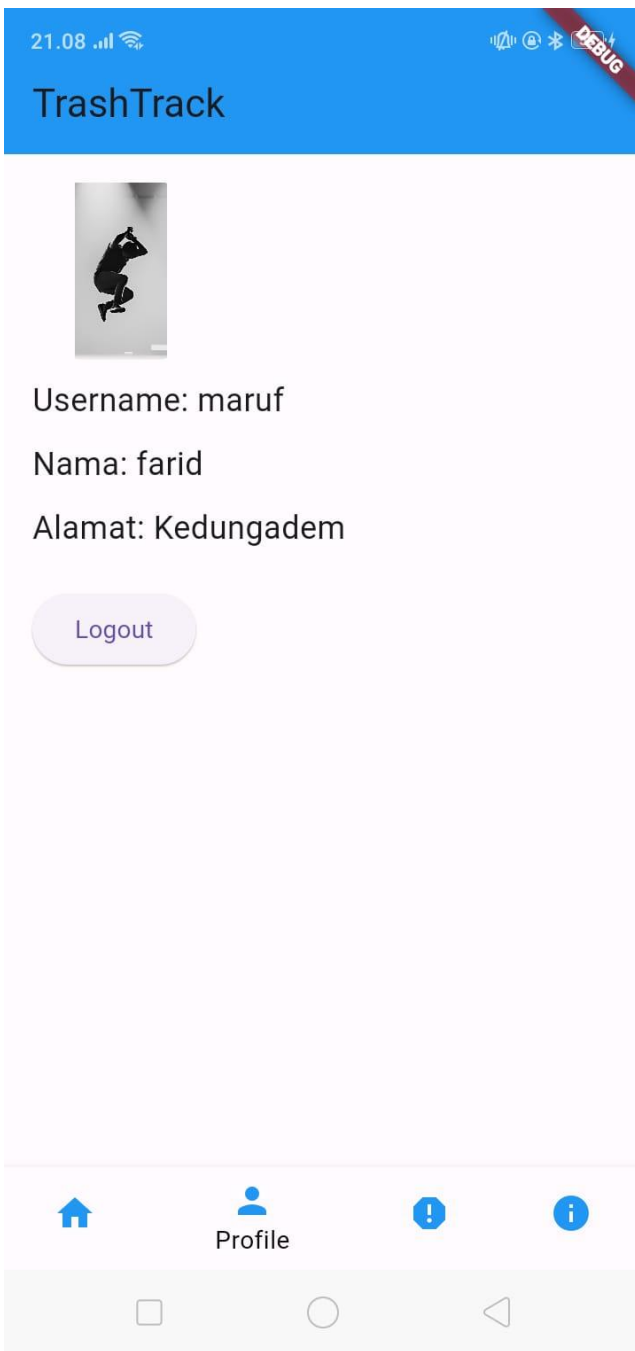 21.08
DEBUG
TrashTrack
Username: maruf
Nama: farid
Alamat: Kedungadem
Logout
Profile